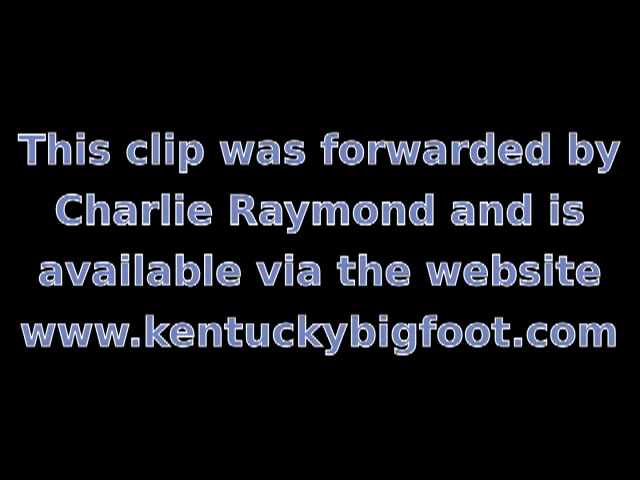 This clip was forwarded by
Charlie Raymond and is
available via the website
www.kentuckybigfoot.com